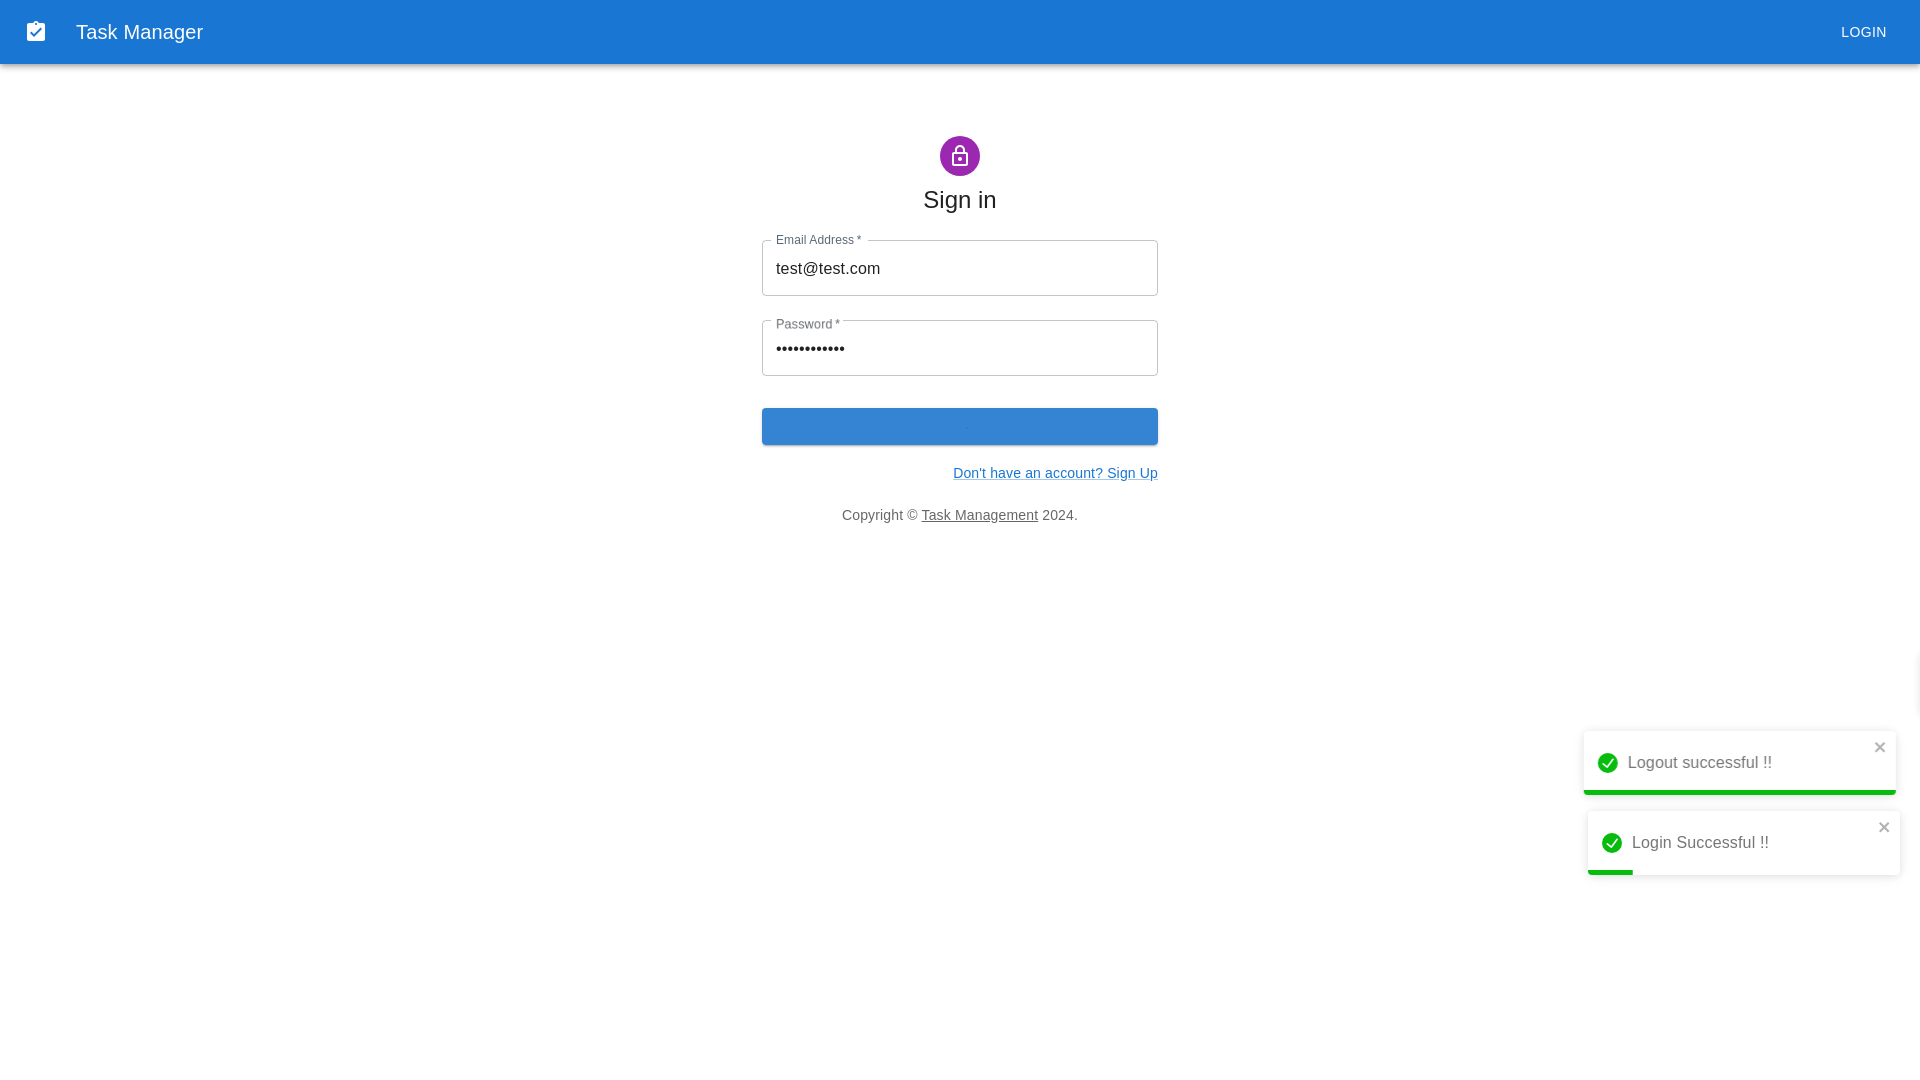 Task Manager
LOGIN
Sign in
Email Address *
test@test.com
Password *
••••••••••••
Don't have an account? Sign Up
Copyright © Task Management 2024.
Logout successful !!
Login Successful !!